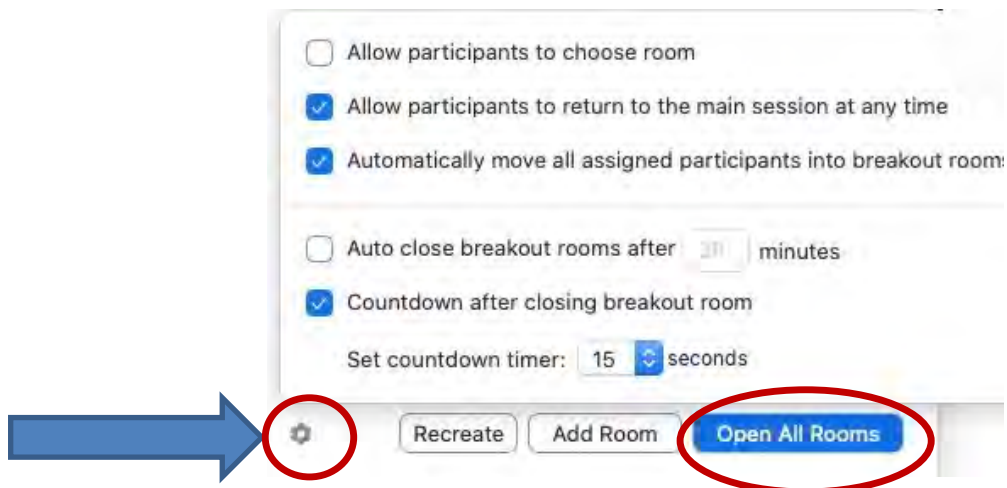 Allow participants to choose room
Allow participants to return to the main session at any time
Automatically move all assigned participants into breakout rooms
Auto close breakout rooms after minutes
Countdown after closing breakout room
Set countdown timer: 15 seconds
Recreate Add Room Open All Rooms